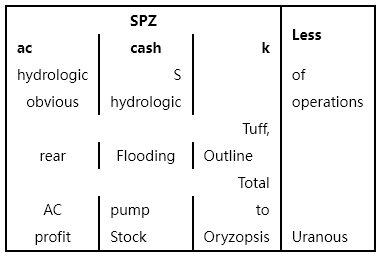 SPZ Less
ac cash k
hydrologic S of
obvious hydrologic operations
Tuff,
rear Flooding Outline
Total
AC pump to
profit Stock Oryzopsis Uranous